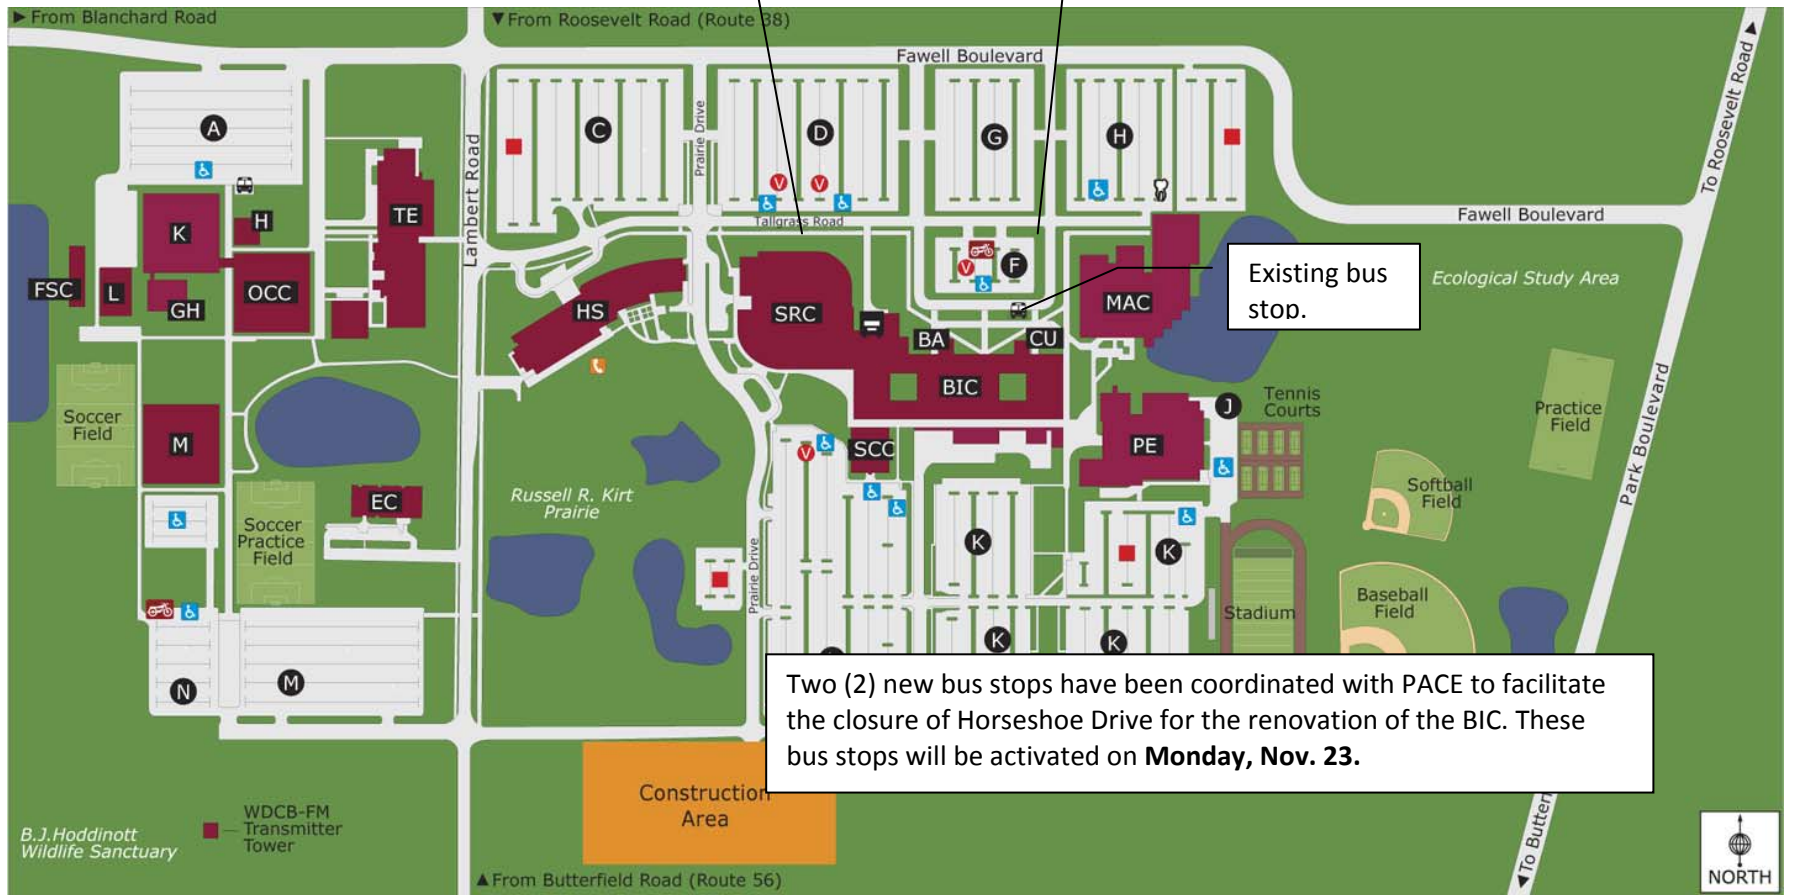 ► From Blanchard Road
▼From Roosevelt Road (Route 38)
Fawell Boulevard
To Roosevelt Road ►
A
C
Prairie Drive
D
G
H
Lambert Road
V
V
Tallgrass Road
Fawell Boulevard
K
H
TE
FSC
L
GH
OCC
HS
SRC
V
F
MAC
Existing bus
stop.
Ecological Study Area
BA
CU
BIC
Soccer
Field
M
J
Tennis
Courts
Practice
Field
Park Boulevard
V
SCC
PE
EC
Russell R. Kirt
Prairie
Softball
Field
Soccer
Practice
Field
K
K
Prairie Drive
Stadium
Baseball
Field
K
K
N
M
Two (2) new bus stops have been coordinated with PACE to facilitate
the closure of Horseshoe Drive for the renovation of the BIC. These
bus stops will be activated on Monday, Nov. 23.
Construction
Area
WDCB-FM
Transmitter
Tower
B.J.Hoddinott
Wildlife Sanctuary
▲From Butterfield Road (Route 56)
◄To Butter
NORTH